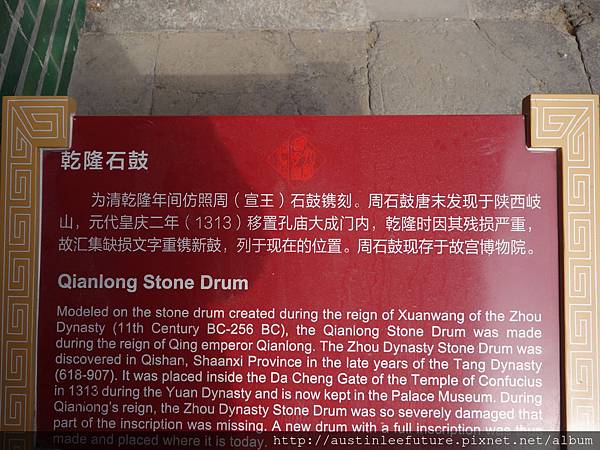 乾隆石鼓
为清乾隆年间仿照周（宣王）石鼓镌刻。周石鼓唐末发现于陕西岐
山，元代皇庆二年（1313）移置孔庙大成门内，乾隆时因其残损严重，
故汇集缺损文字重镌新鼓，列于现在的位置。周石鼓现存于故宫博物院。
Qianlong Stone Drum
Modeled on the stone drum created during the reign of Xuanwang of the Zhou
Dynasty (11th Century BC-256 BC), the Qianlong Stone Drum was made
during the reign of Qing emperor Qianlong. The Zhou Dynasty Stone Drum was
discovered in Qishan, Shaanxi Province in the late years of the Tang Dynasty
(618-907). It was placed inside the Da Cheng Gate of the Temple of Confucius
in 1313 during the Yuan Dynasty and is now kept in the Palace Museum. During
Qianlong's reign, the Zhou Dynasty Stone Drum was so severely damaged that
part of the inscription was missing. A new drum with a full inscription was thus
made and placed where it is today.
http://austinleefuture.pixnet.net/album